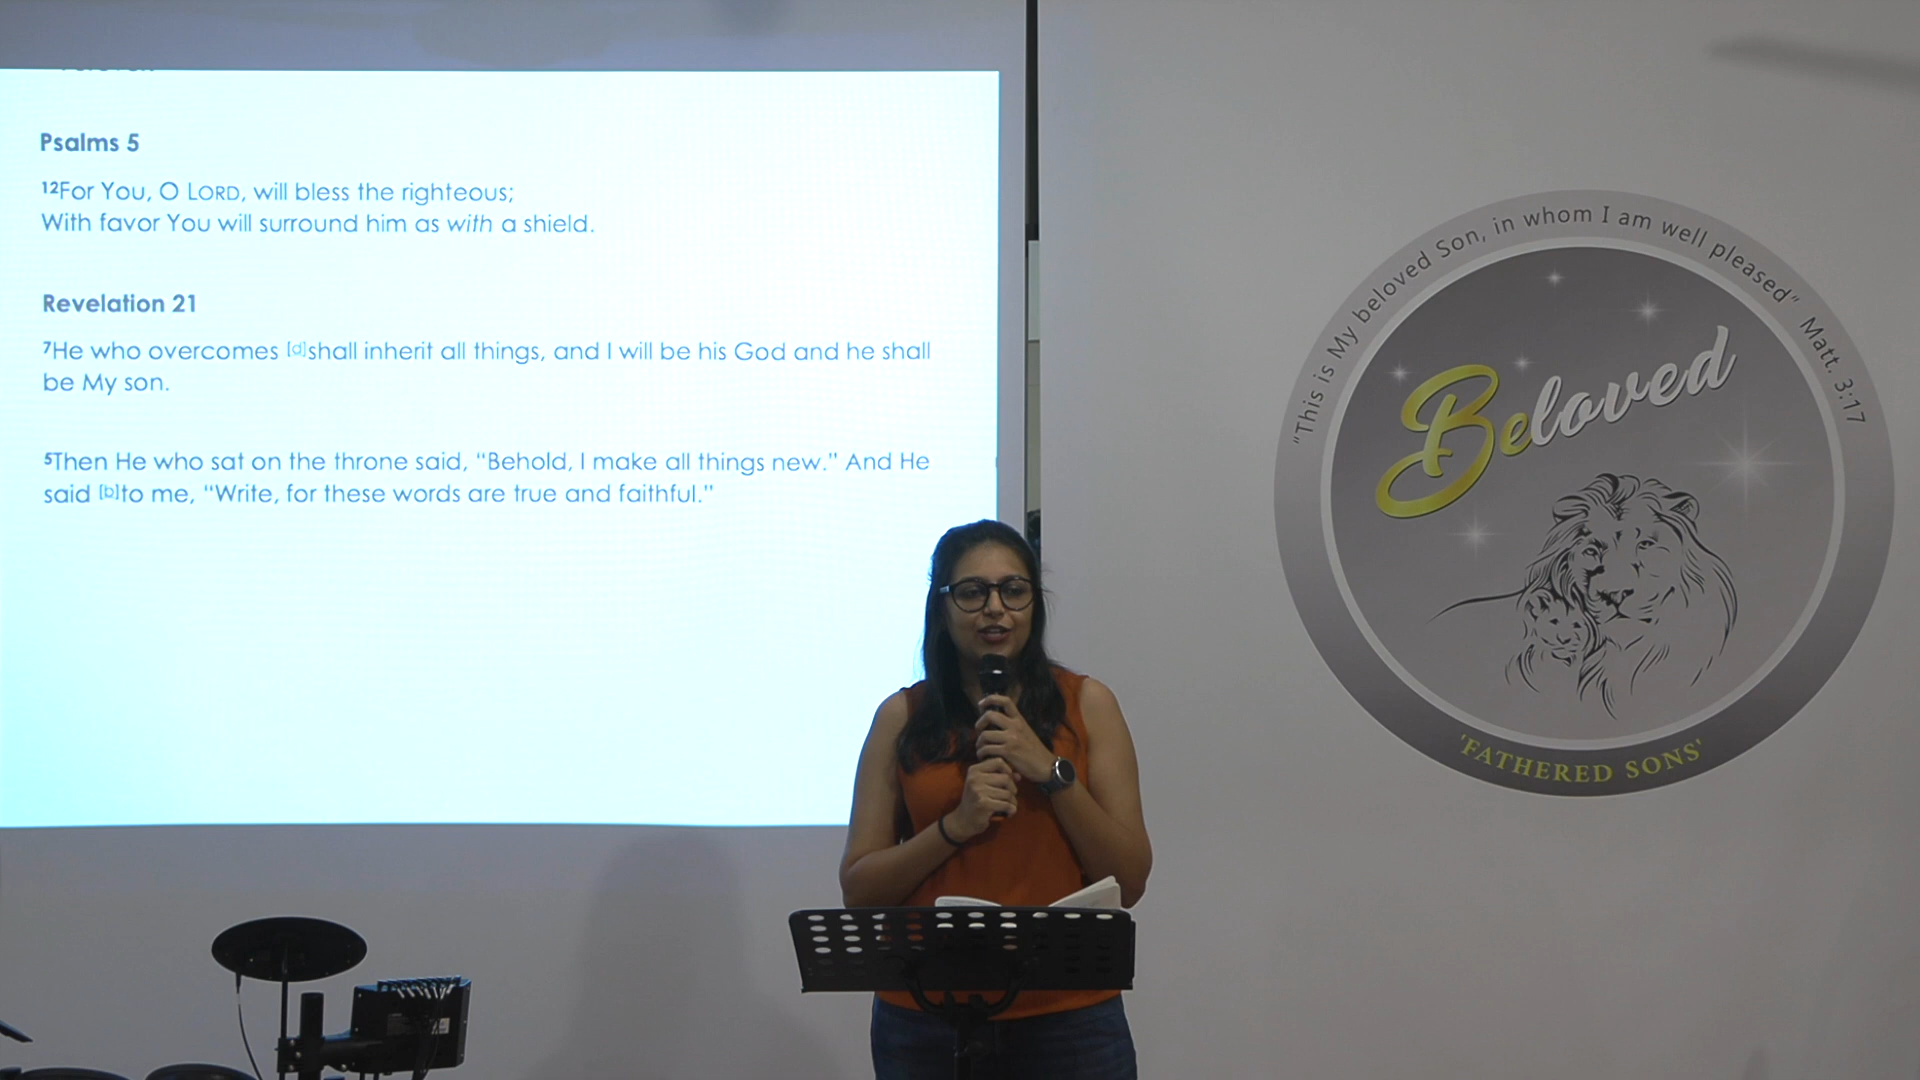 Psalms 5
12For You, O LORD, will bless the righteous;
With favor You will surround him as with a shield.
Revelation 21
7He who overcomes [d]shall inherit all things, and I will be his God and he shall
be My son.
5Then He who sat on the throne said, “Behold, I make all things new.” And He
said [b]to me, “Write, for these words are true and faithful.”
"This is My beloved Son, in whom I am well pleased" Matt. 3:17
Beloved
'FATHERED SONS'